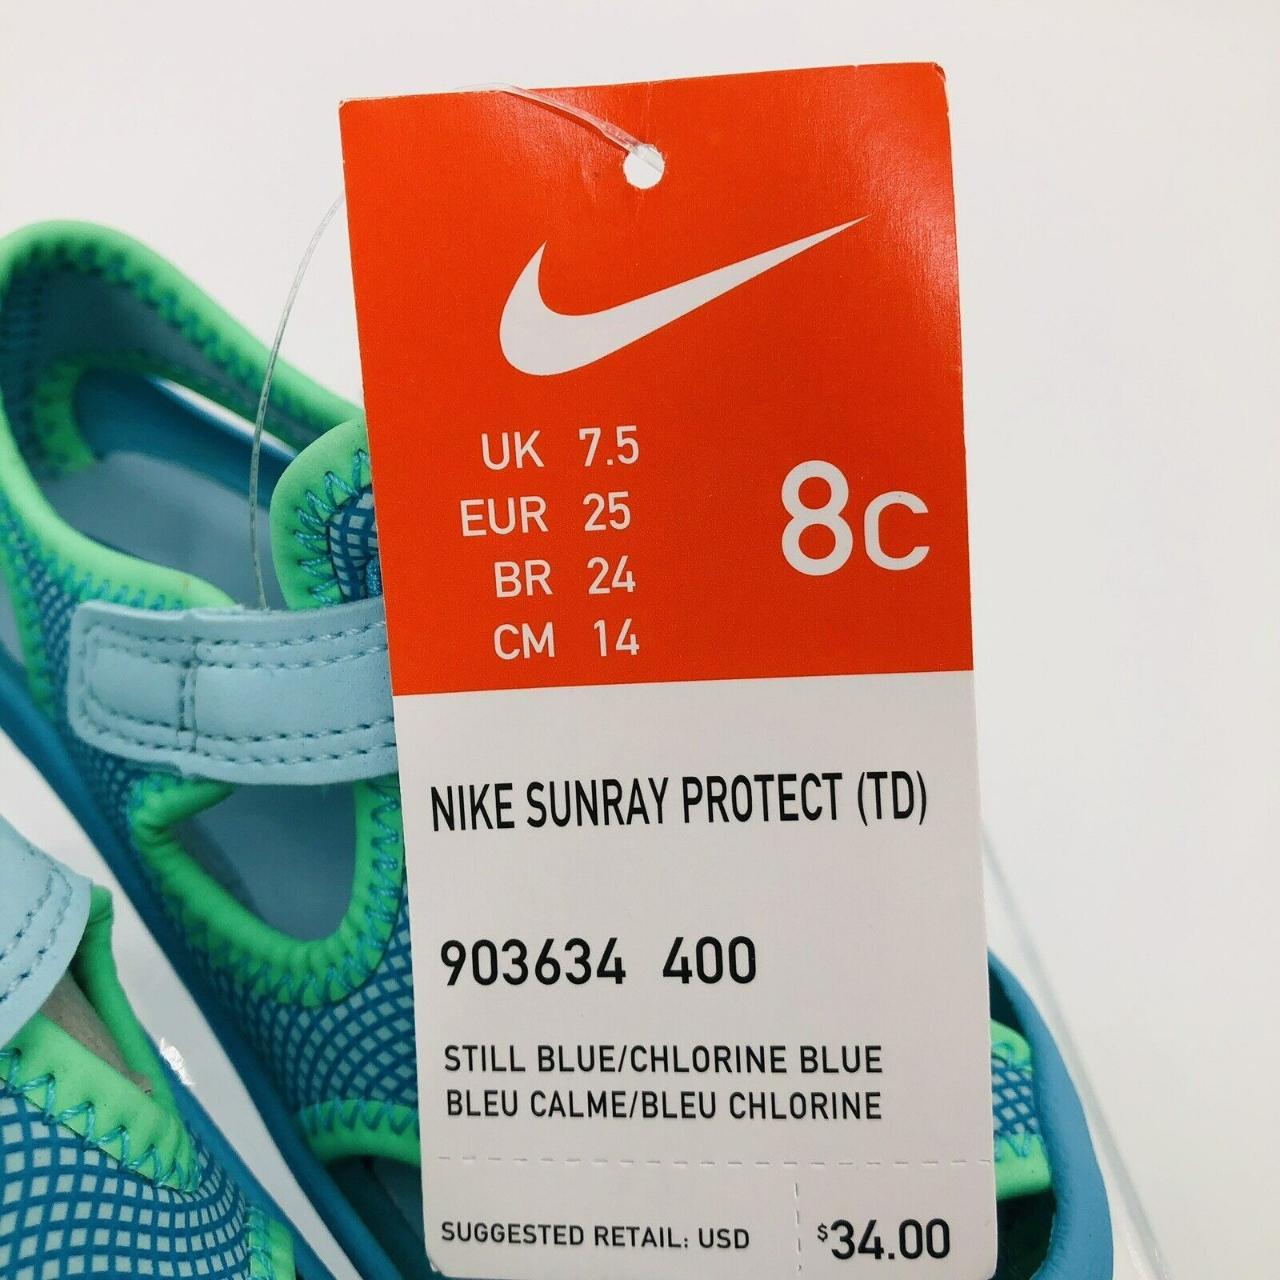 UK 7.5
EUR 25
BR 24
CM 14
8C
NIKE SUNRAY PROTECT (TD)
903634 400
STILL BLUE/CHLORINE BLUE
BLEU CALME/BLEU CHLORINE
SUGGESTED RETAIL: USD $34.00